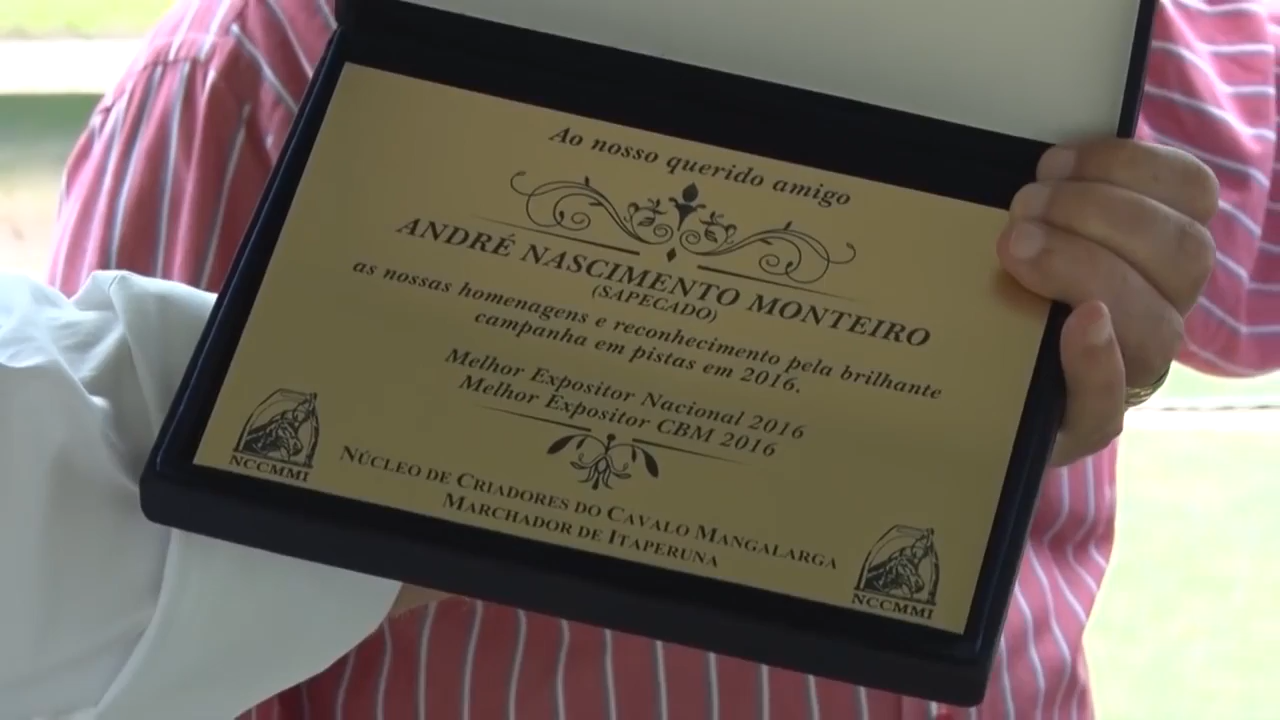 Ao nosso querido amigo
ANDRÉ NASCIMENTO MONTEIRO
(SAPECADO)
as nossas homenagens e reconhecimento pela brilhante
campanha em pistas em 2016.
Melhor Expositor Nacional 2016
Melhor Expositor CBM 2016
NÚCLEO DE CRIADORES DO CAVALO MANGALARGA
MARCHADOR DE ITAPERUNA
NCCMMI
NCCMMI